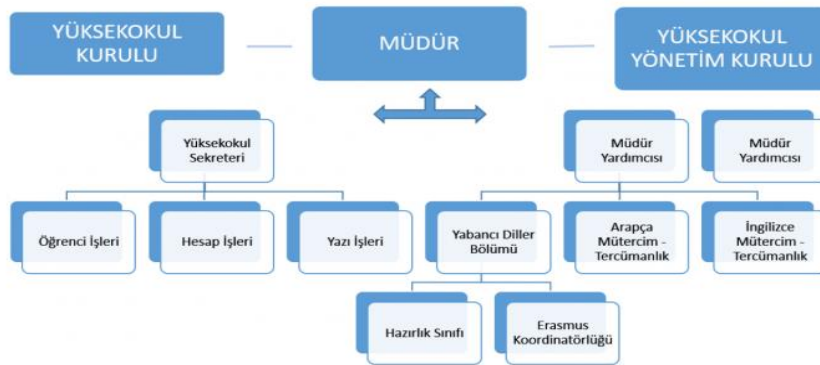 YÜKSEKOKUL
KURULU
MÜDÜR
YÜKSEKOKUL
YÖNETİM KURULU
Yüksekokul
Sekreteri
Müdür
Yardımcısı
Müdür
Yardımcısı
Öğrenci İşleri
Hesap İşleri
Yazı İşleri
Yabancı Diller
Bölümü
Arapça
Mütercim -
Tercümanlık
İngilizce
Mütercim -
Tercümanlık
Hazırlık Sınıfı
Erasmus
Koordinatörlüğü